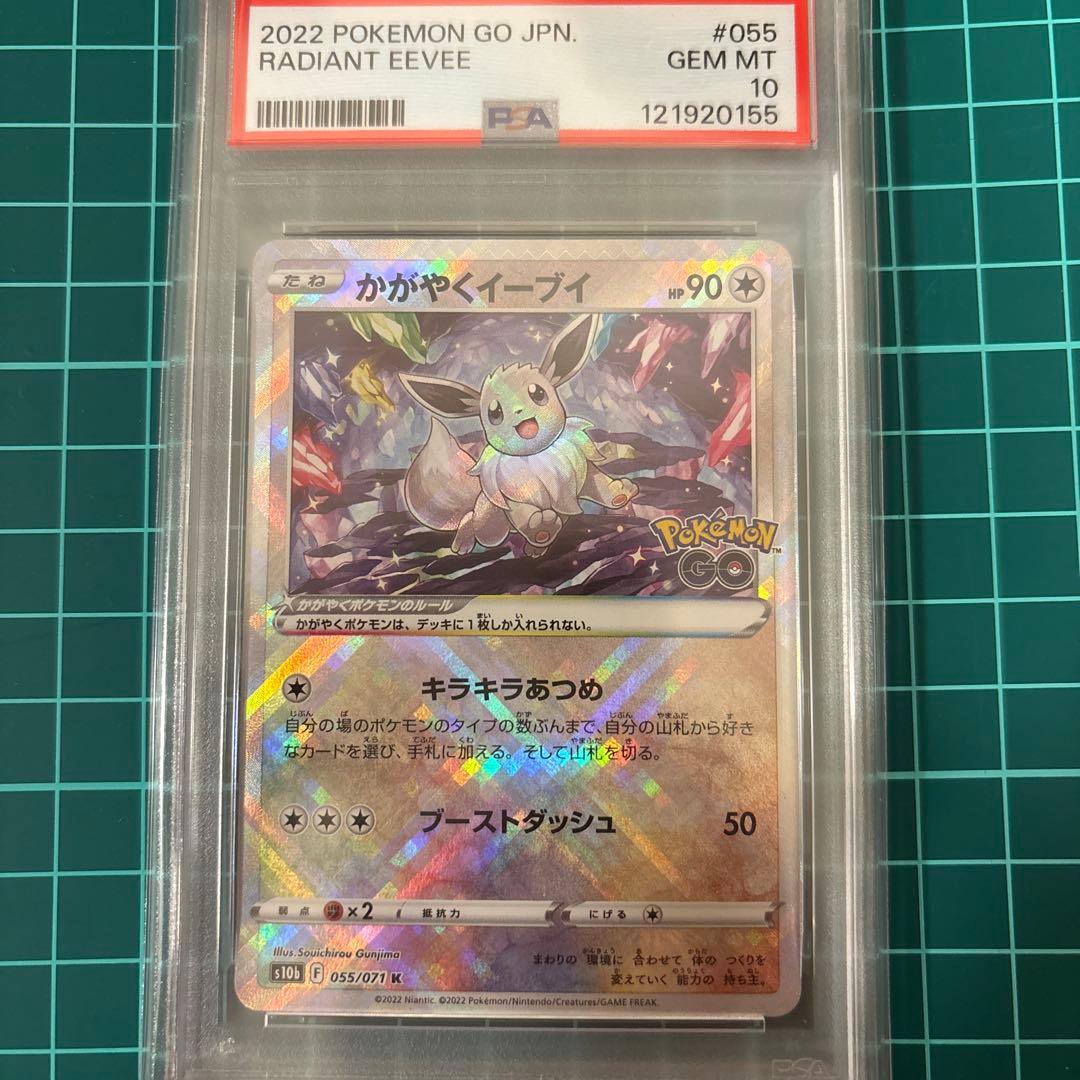 2022 POKEMON GO JPN. #055
RADIANT EEVEE GEM MT
10
PSA 121920155
たね かがやくイーブイ HP90
Pokémon GO™
かがやくポケモンのルール
かがやくポケモンは、デッキに1枚しか入れられない。
キラキラあつめ
自分の場のポケモンのタイプの数ぶんまで、自分の山札から好き
なカードを選び、手札に加える。そして山札を切る。
ブーストダッシュ 50
弱点 ×2 抵抗力 にげる
Illus. Souichirou Gunjima
s10b F 055/071 K
まわりの 環境に 合わせて 体の つくりを
変えていく 能力の 持ち主。
©2022 Niantic. ©2022 Pokémon/Nintendo/Creatures/GAME FREAK.
PSA